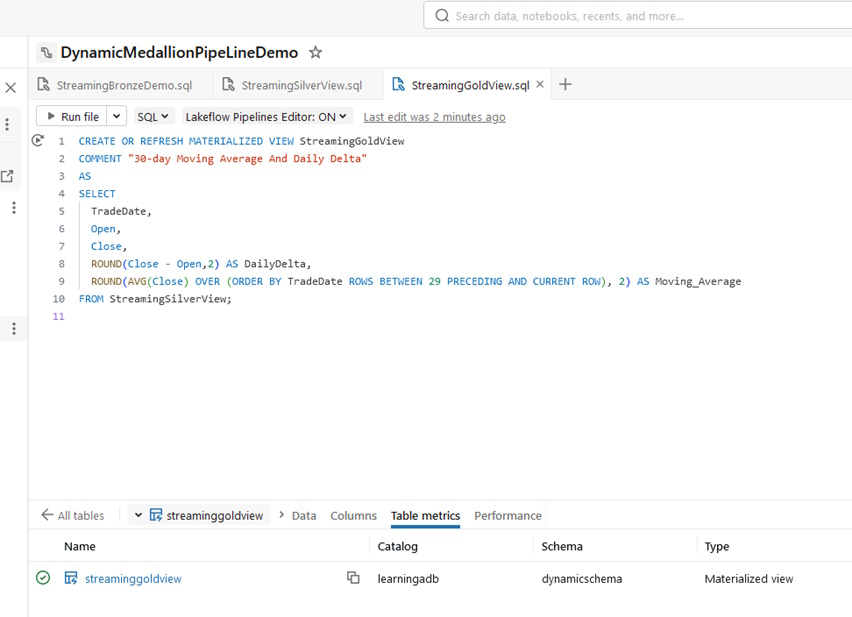 Search data, notebooks, recents, and more...
DynamicMedallionPipeLineDemo
StreamingBronzeDemo.sql StreamingSilverView.sql StreamingGoldView.sql
Run file SQL Lakeflow Pipelines Editor: ON Last edit was 2 minutes ago
1 CREATE OR REFRESH MATERIALIZED VIEW StreamingGoldView
2 COMMENT "30-day Moving Average And Daily Delta"
3 AS
4 SELECT
5 TradeDate,
6 Open,
7 Close,
8 ROUND(Close - Open,2) AS DailyDelta,
9 ROUND(AVG(Close) OVER (ORDER BY TradeDate ROWS BETWEEN 29 PRECEDING AND CURRENT ROW), 2) AS Moving_Average
10 FROM StreamingSilverView;
11
All tables streaminggoldview Data Columns Table metrics Performance
Name Catalog Schema Type
streaminggoldview learningadb dynamicschema Materialized view